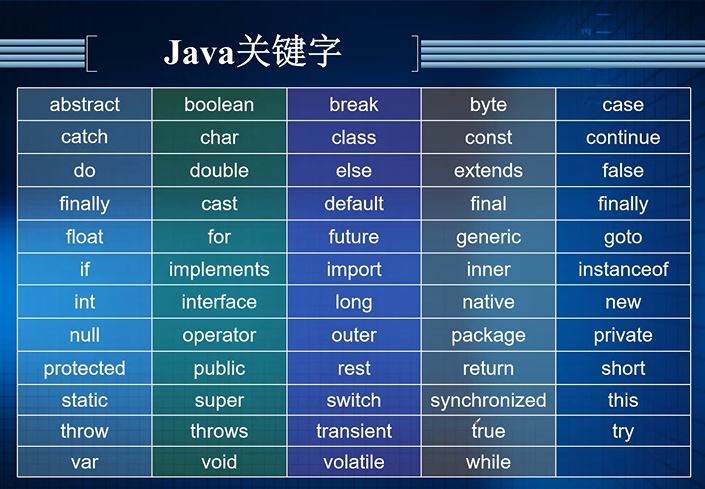 Java关键字
abstract boolean break byte case
catch char class const continue
do double else extends false
finally cast default final finally
float for future generic goto
if implements import inner instanceof
int interface long native new
null operator outer package private
protected public rest return short
static super switch synchronized this
throw throws transient true try
var void volatile while